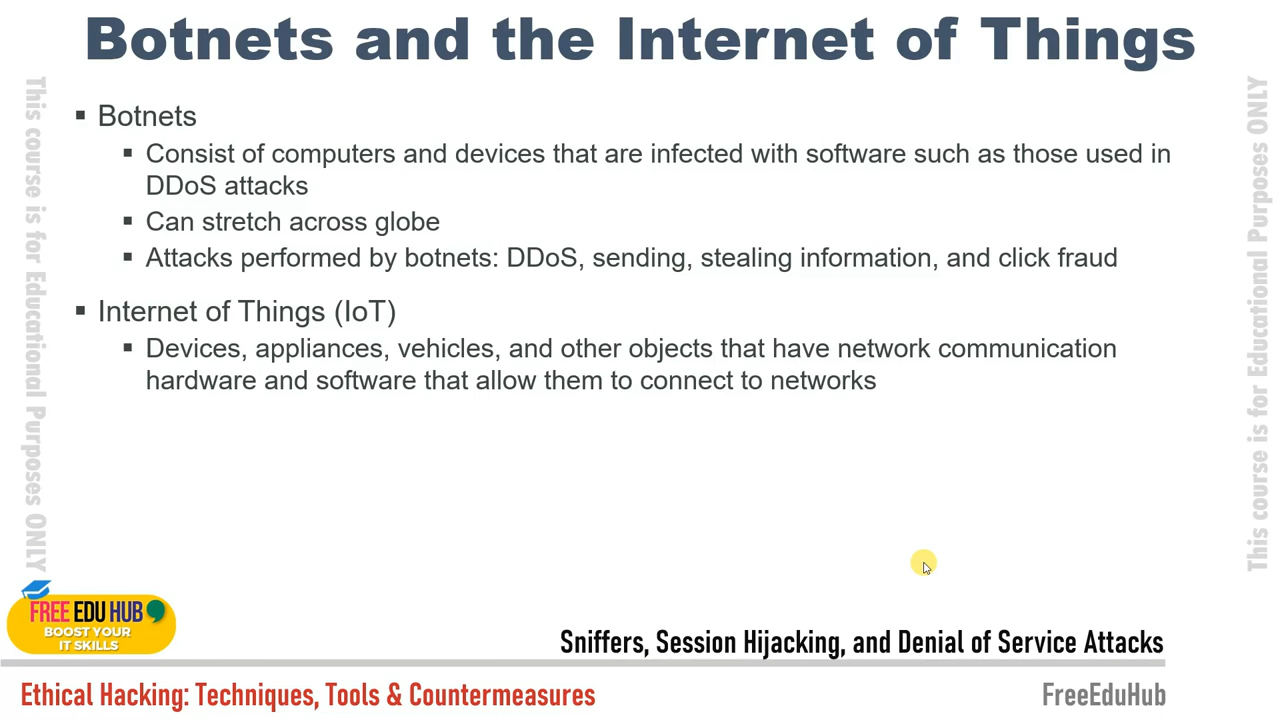 Botnets and the Internet of Things
This course is for Educational Purposes ONLY
This course is for Educational Purposes ONLY
▪ Botnets
▪ Consist of computers and devices that are infected with software such as those used in
DDoS attacks
▪ Can stretch across globe
▪ Attacks performed by botnets: DDoS, sending, stealing information, and click fraud
▪ Internet of Things (IoT)
▪ Devices, appliances, vehicles, and other objects that have network communication
hardware and software that allow them to connect to networks
FREE EDU HUB
BOOST YOUR
IT SKILLS
Sniffers, Session Hijacking, and Denial of Service Attacks
Ethical Hacking: Techniques, Tools & Countermeasures
FreeEduHub